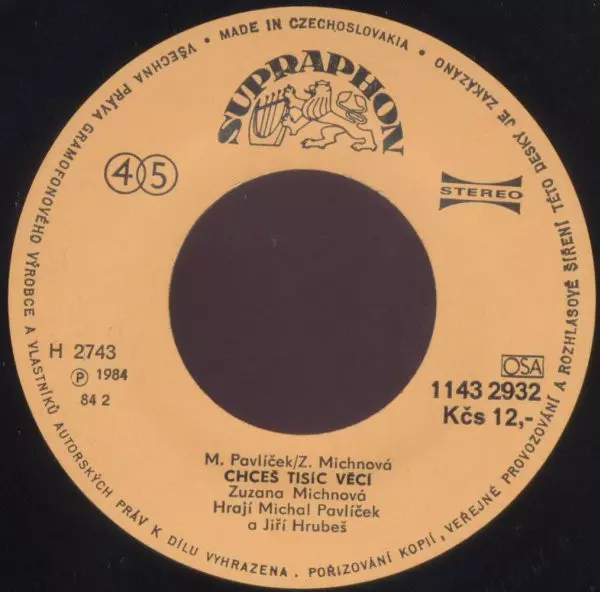 VŠECHNA PRÁVA GRAMOFONOVÉHO VÝROBCE A VLASTNÍKŮ AUTORSKÝCH PRÁV K DÍLU VYHRAZENA. POŘIZOVÁNÍ KOPIÍ, VEŘEJNÉ PROVOZOVÁNÍ A ROZHLASOVÉ ŠÍŘENÍ TÉTO DESKY JE ZAKÁZÁNO • MADE IN CZECHOSLOVAKIA •
SUPRAPHON
45
STEREO
H 2743
Ⓟ 1984
84 2
OSA
1143 2932
Kčs 12,-
M. Pavlíček/Z. Michnová
CHCEŠ TISÍC VĚCÍ
Zuzana Michnová
Hrají Michal Pavlíček
a Jiří Hrubeš